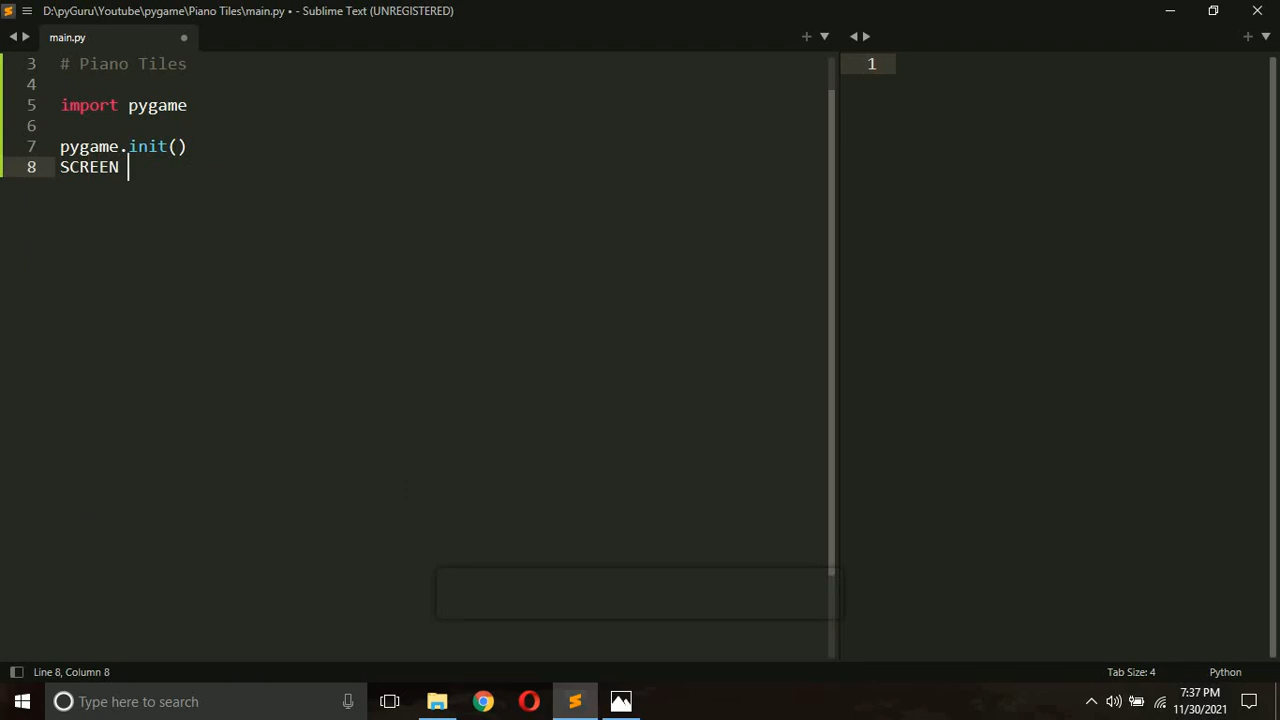 D:\pyGuru\Youtube\pygame\Piano Tiles\main.py • - Sublime Text (UNREGISTERED)
main.py
3 # Piano Tiles
4
5 import pygame
6
7 pygame.init()
8 SCREEN
1
Line 8, Column 8
Tab Size: 4
Python
Type here to search
7:37 PM
11/30/2021